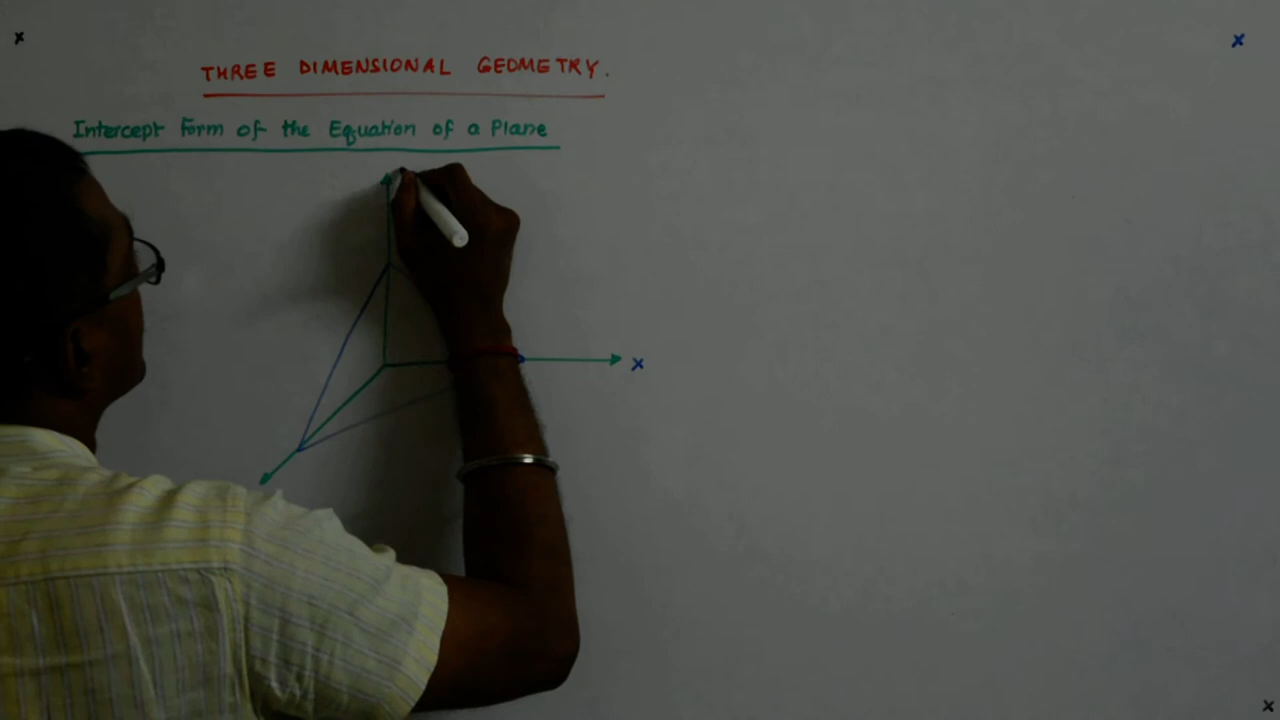 x x
THREE DIMENSIONAL GEOMETRY.
Intercept Form of the Equation of a Plane
x
x